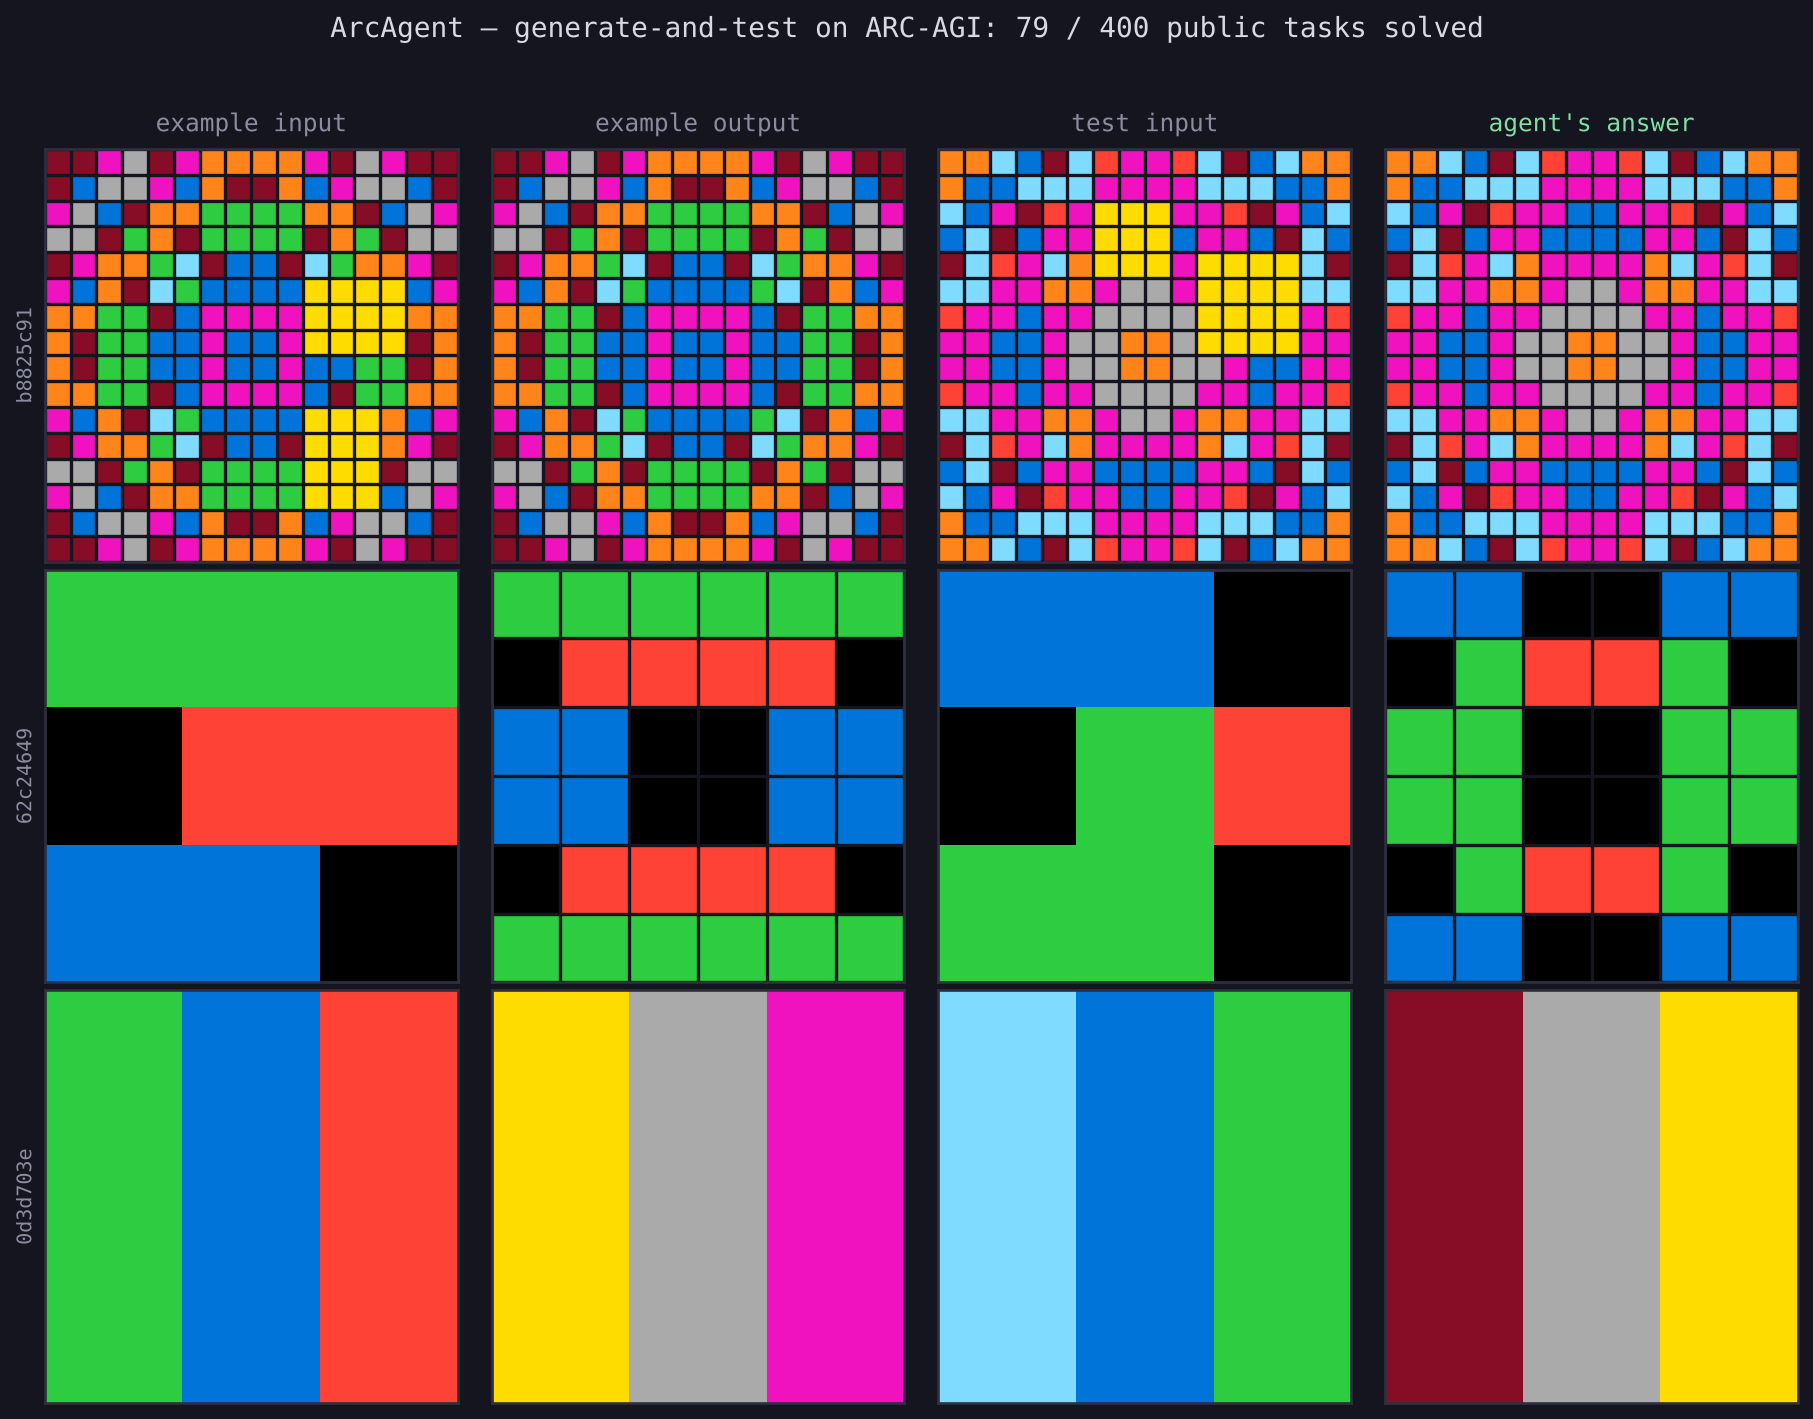 ArcAgent — generate-and-test on ARC-AGI: 79 / 400 public tasks solved
example input
example output
test input
agent's answer
b8825c91
62c24649
0d3d703e